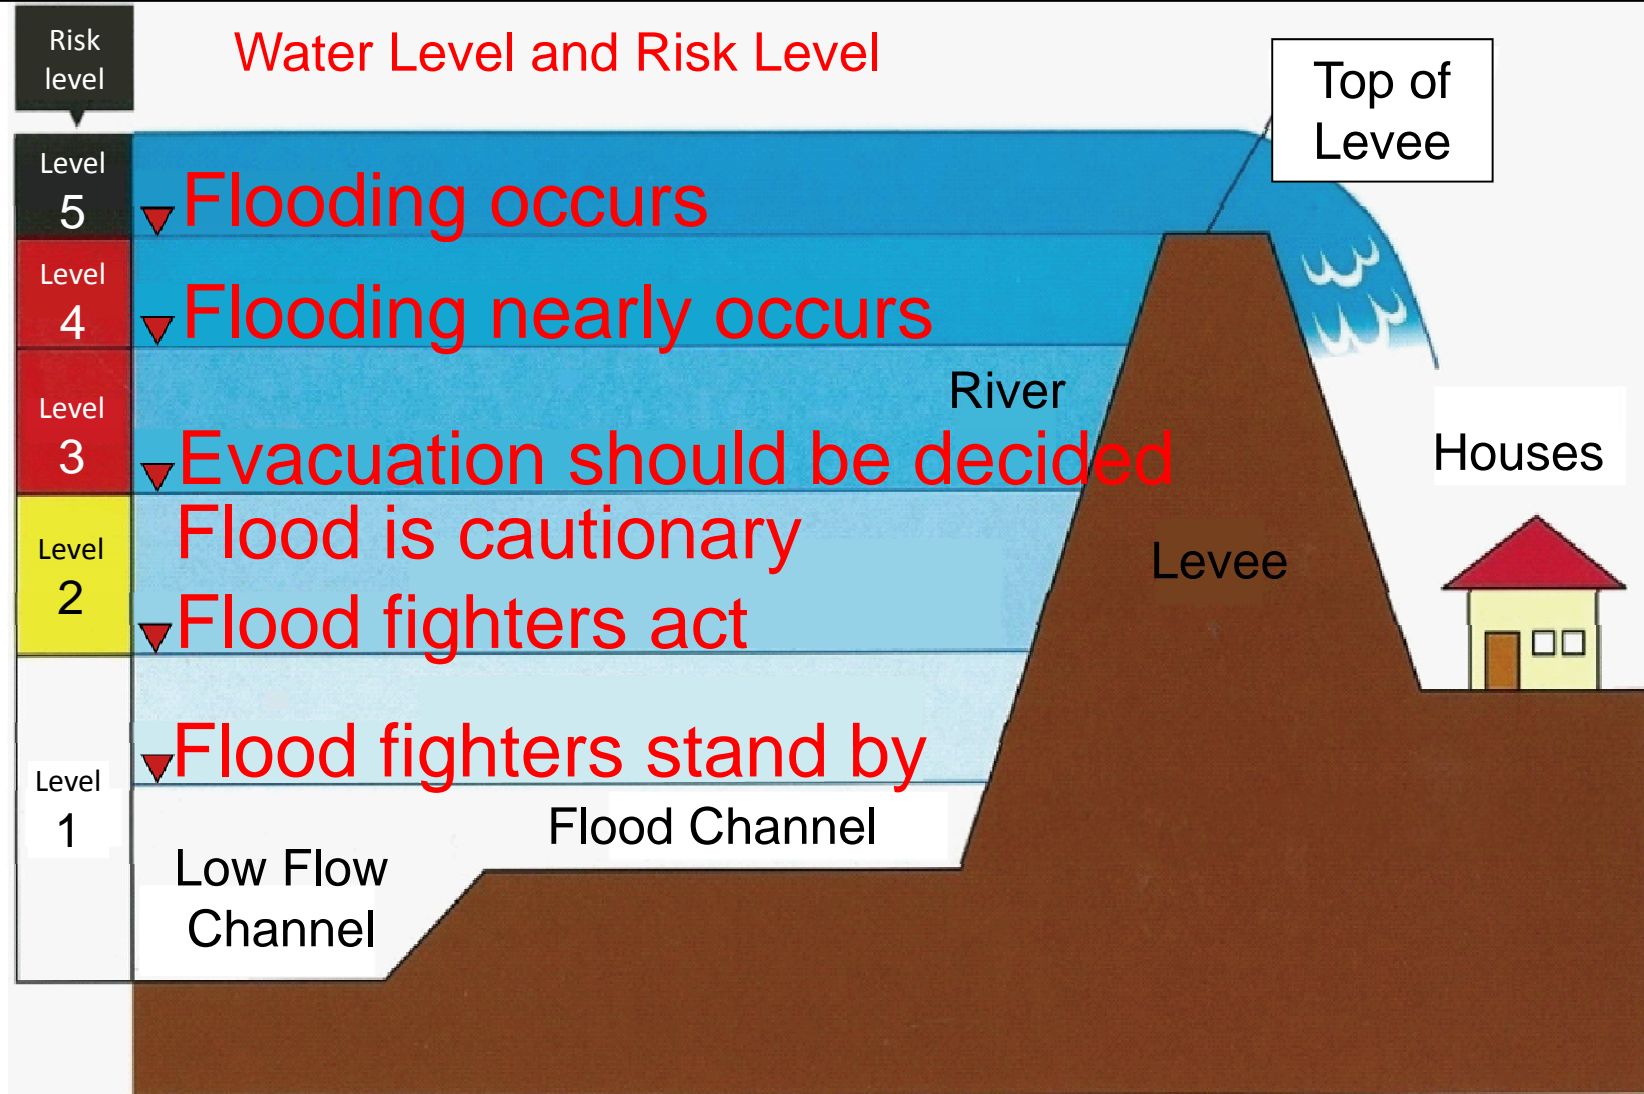 Risk
level
Water Level and Risk Level
Top of
Levee
Level
5
Flooding occurs
Level
4
Flooding nearly occurs
River
Level
3
Evacuation should be decided
Houses
Flood is cautionary
Level
2
Levee
Flood fighters act
Flood fighters stand by
Level
1
Flood Channel
Low Flow
Channel